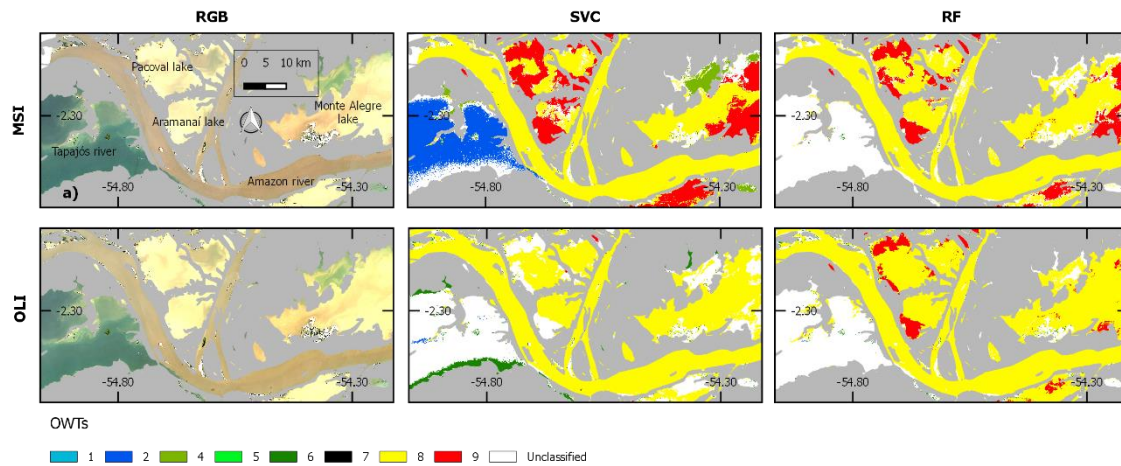 RGB SVC RF
MSI
Pacoval lake
0 5 10 km
Monte Alegre
lake
Aramanaí lake
-2.30
Tapajós river
Amazon river
a)
-54.80 -54.30
-2.30
-54.80 -54.30
-2.30
-54.80 -54.30
OLI
-2.30
-54.80 -54.30
-2.30
-54.80 -54.30
-2.30
-54.80 -54.30
OWTs
1 2 4 5 6 7 8 9 Unclassified